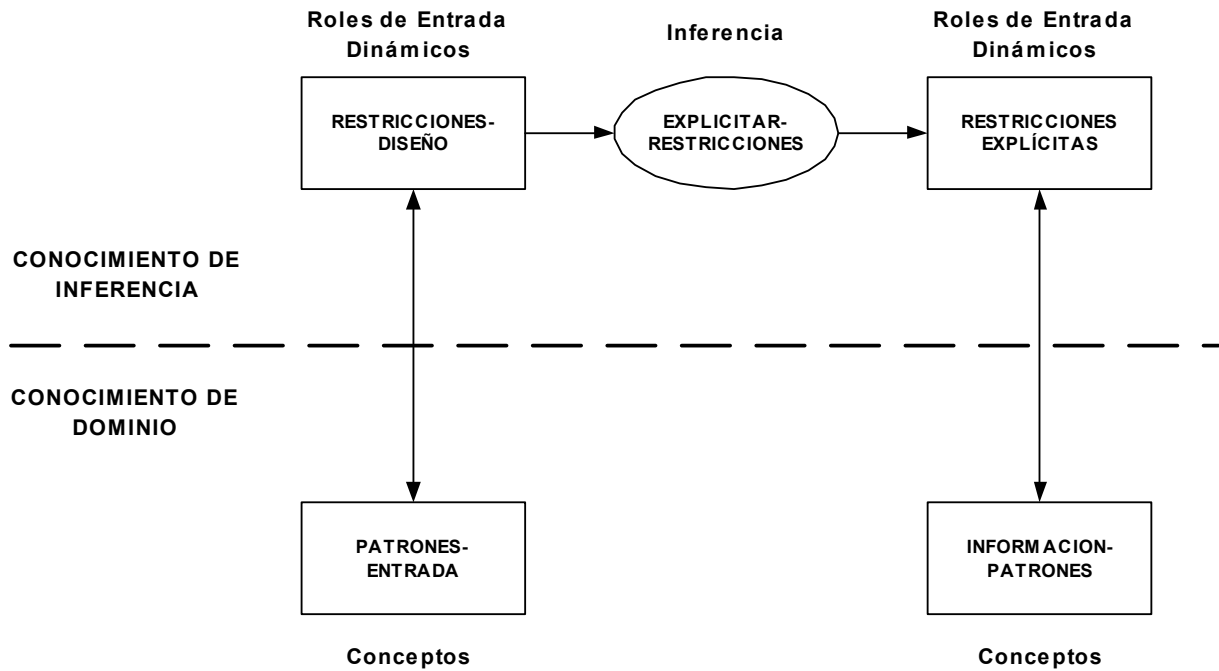 Roles de Entrada
Dinámicos
Inferencia
Roles de Entrada
Dinámicos
RESTRICCIONES-
DISEÑO
EXPLICITAR-
RESTRICCIONES
RESTRICCIONES
EXPLÍCITAS
CONOCIMIENTO DE
INFERENCIA
CONOCIMIENTO DE
DOMINIO
PATRONES-
ENTRADA
INFORMACION-
PATRONES
Conceptos
Conceptos